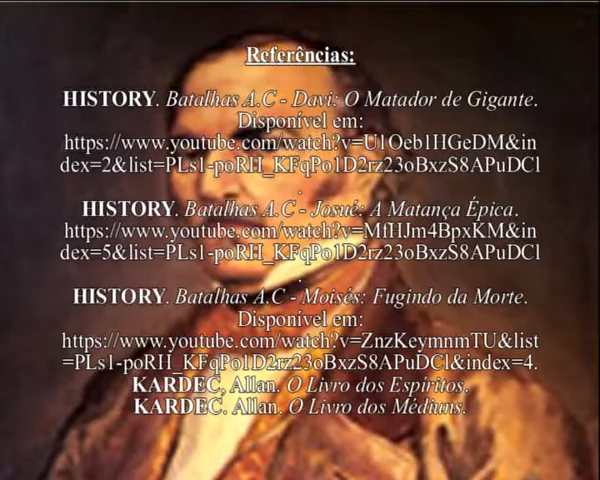 Referências:
HISTORY. Batalhas A.C - Davi: O Matador de Gigante.
Disponível em:
https://www.youtube.com/watch?v=U1Oeb1HGeDM&in
dex=2&list=PLs1-poRH_KFqPo1D2rz23oBxzS8APuDCl
.
HISTORY. Batalhas A.C - Josué: A Matança Épica.
https://www.youtube.com/watch?v=MfHJm4BpxKM&in
dex=5&list=PLs1-poRH_KFqPo1D2rz23oBxzS8APuDCl
.
HISTORY. Batalhas A.C - Moisés: Fugindo da Morte.
Disponível em:
https://www.youtube.com/watch?v=ZnzKeymnmTU&list
=PLs1-poRH_KFqPo1D2rz23oBxzS8APuDCl&index=4.
KARDEC, Allan. O Livro dos Espíritos.
KARDEC. Allan. O Livro dos Médiuns.